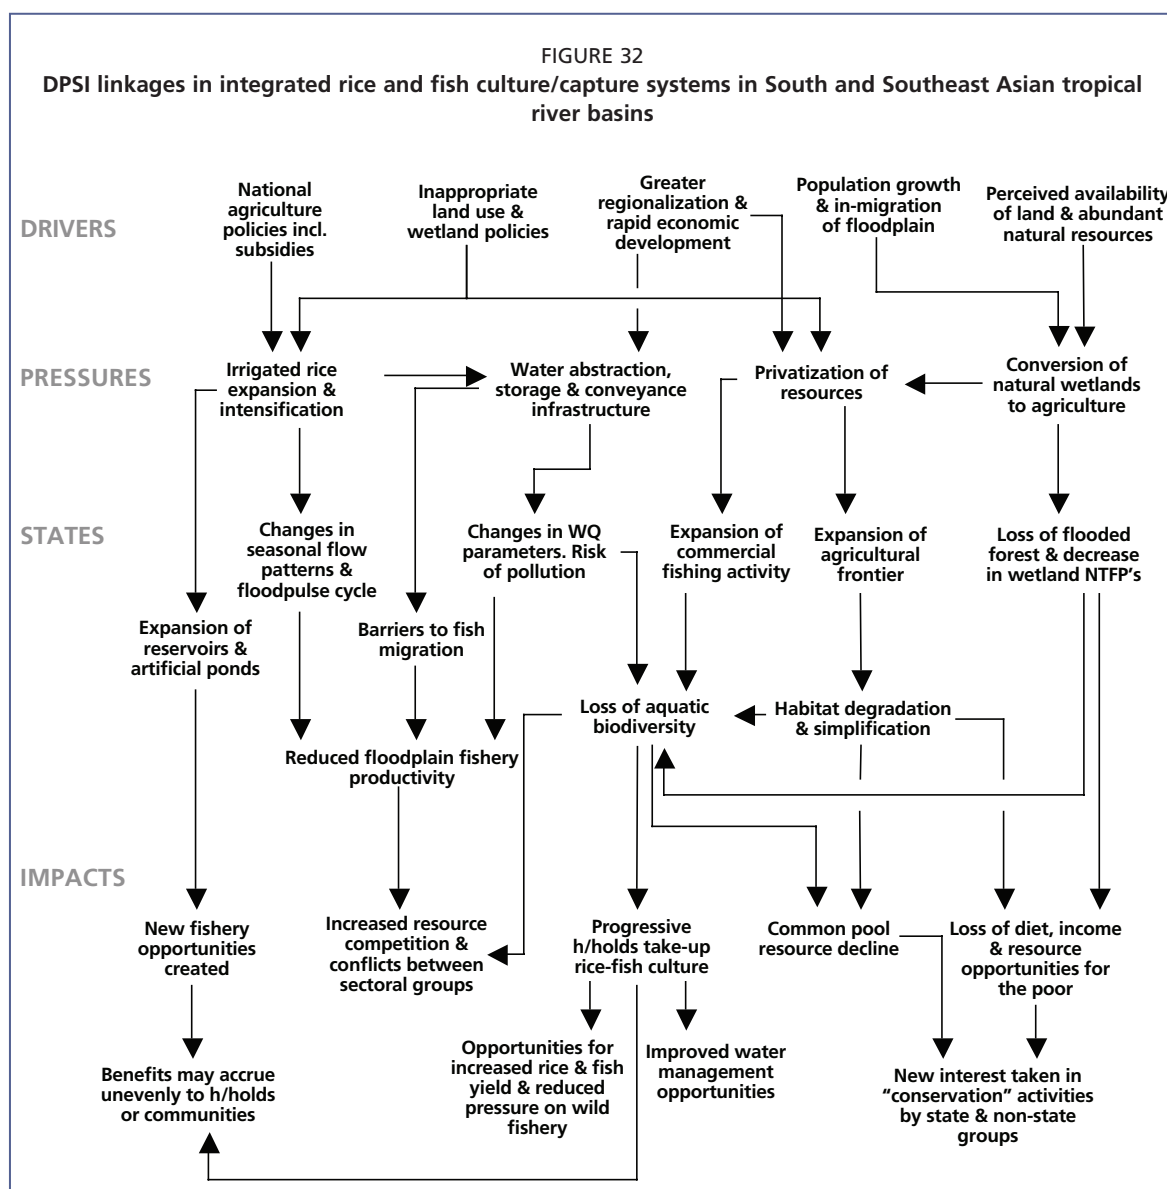 FIGURE 32
DPSI linkages in integrated rice and fish culture/capture systems in South and Southeast Asian tropical
river basins
DRIVERS
National
agriculture
policies incl.
subsidies
Inappropriate
land use &
wetland policies
Greater
regionalization &
rapid economic
development
Population growth
& in-migration
of floodplain
Perceived availability
of land & abundant
natural resources
PRESSURES
Irrigated rice
expansion &
intensification
Water abstraction,
storage & conveyance
infrastructure
Privatization of
resources
Conversion of
natural wetlands
to agriculture
STATES
Changes in
seasonal flow
patterns &
floodpulse cycle
Changes in WQ
parameters. Risk
of pollution
Expansion of
commercial
fishing activity
Expansion of
agricultural
frontier
Loss of flooded
forest & decrease
in wetland NTFP's
Expansion of
reservoirs &
artificial ponds
Barriers to fish
migration
Loss of aquatic
biodiversity
Habitat degradation
& simplification
Reduced floodplain fishery
productivity
IMPACTS
New fishery
opportunities
created
Increased resource
competition &
conflicts between
sectoral groups
Progressive
h/holds take-up
rice-fish culture
Common pool
resource decline
Loss of diet, income
& resource
opportunities for
the poor
Benefits may accrue
unevenly to h/holds
or communities
Opportunities for
increased rice & fish
yield & reduced
pressure on wild
fishery
Improved water
management
opportunities
New interest taken in
“conservation” activities
by state & non-state
groups